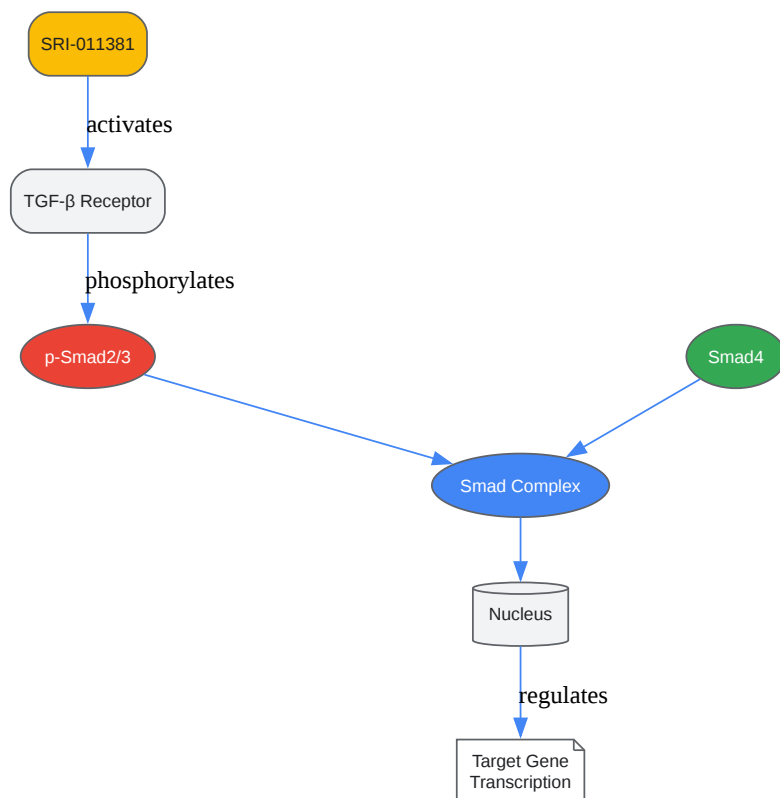 SRI-011381
activates
TGF-β Receptor
phosphorylates
p-Smad2/3
Smad4
Smad Complex
Nucleus
regulates
Target Gene
Transcription